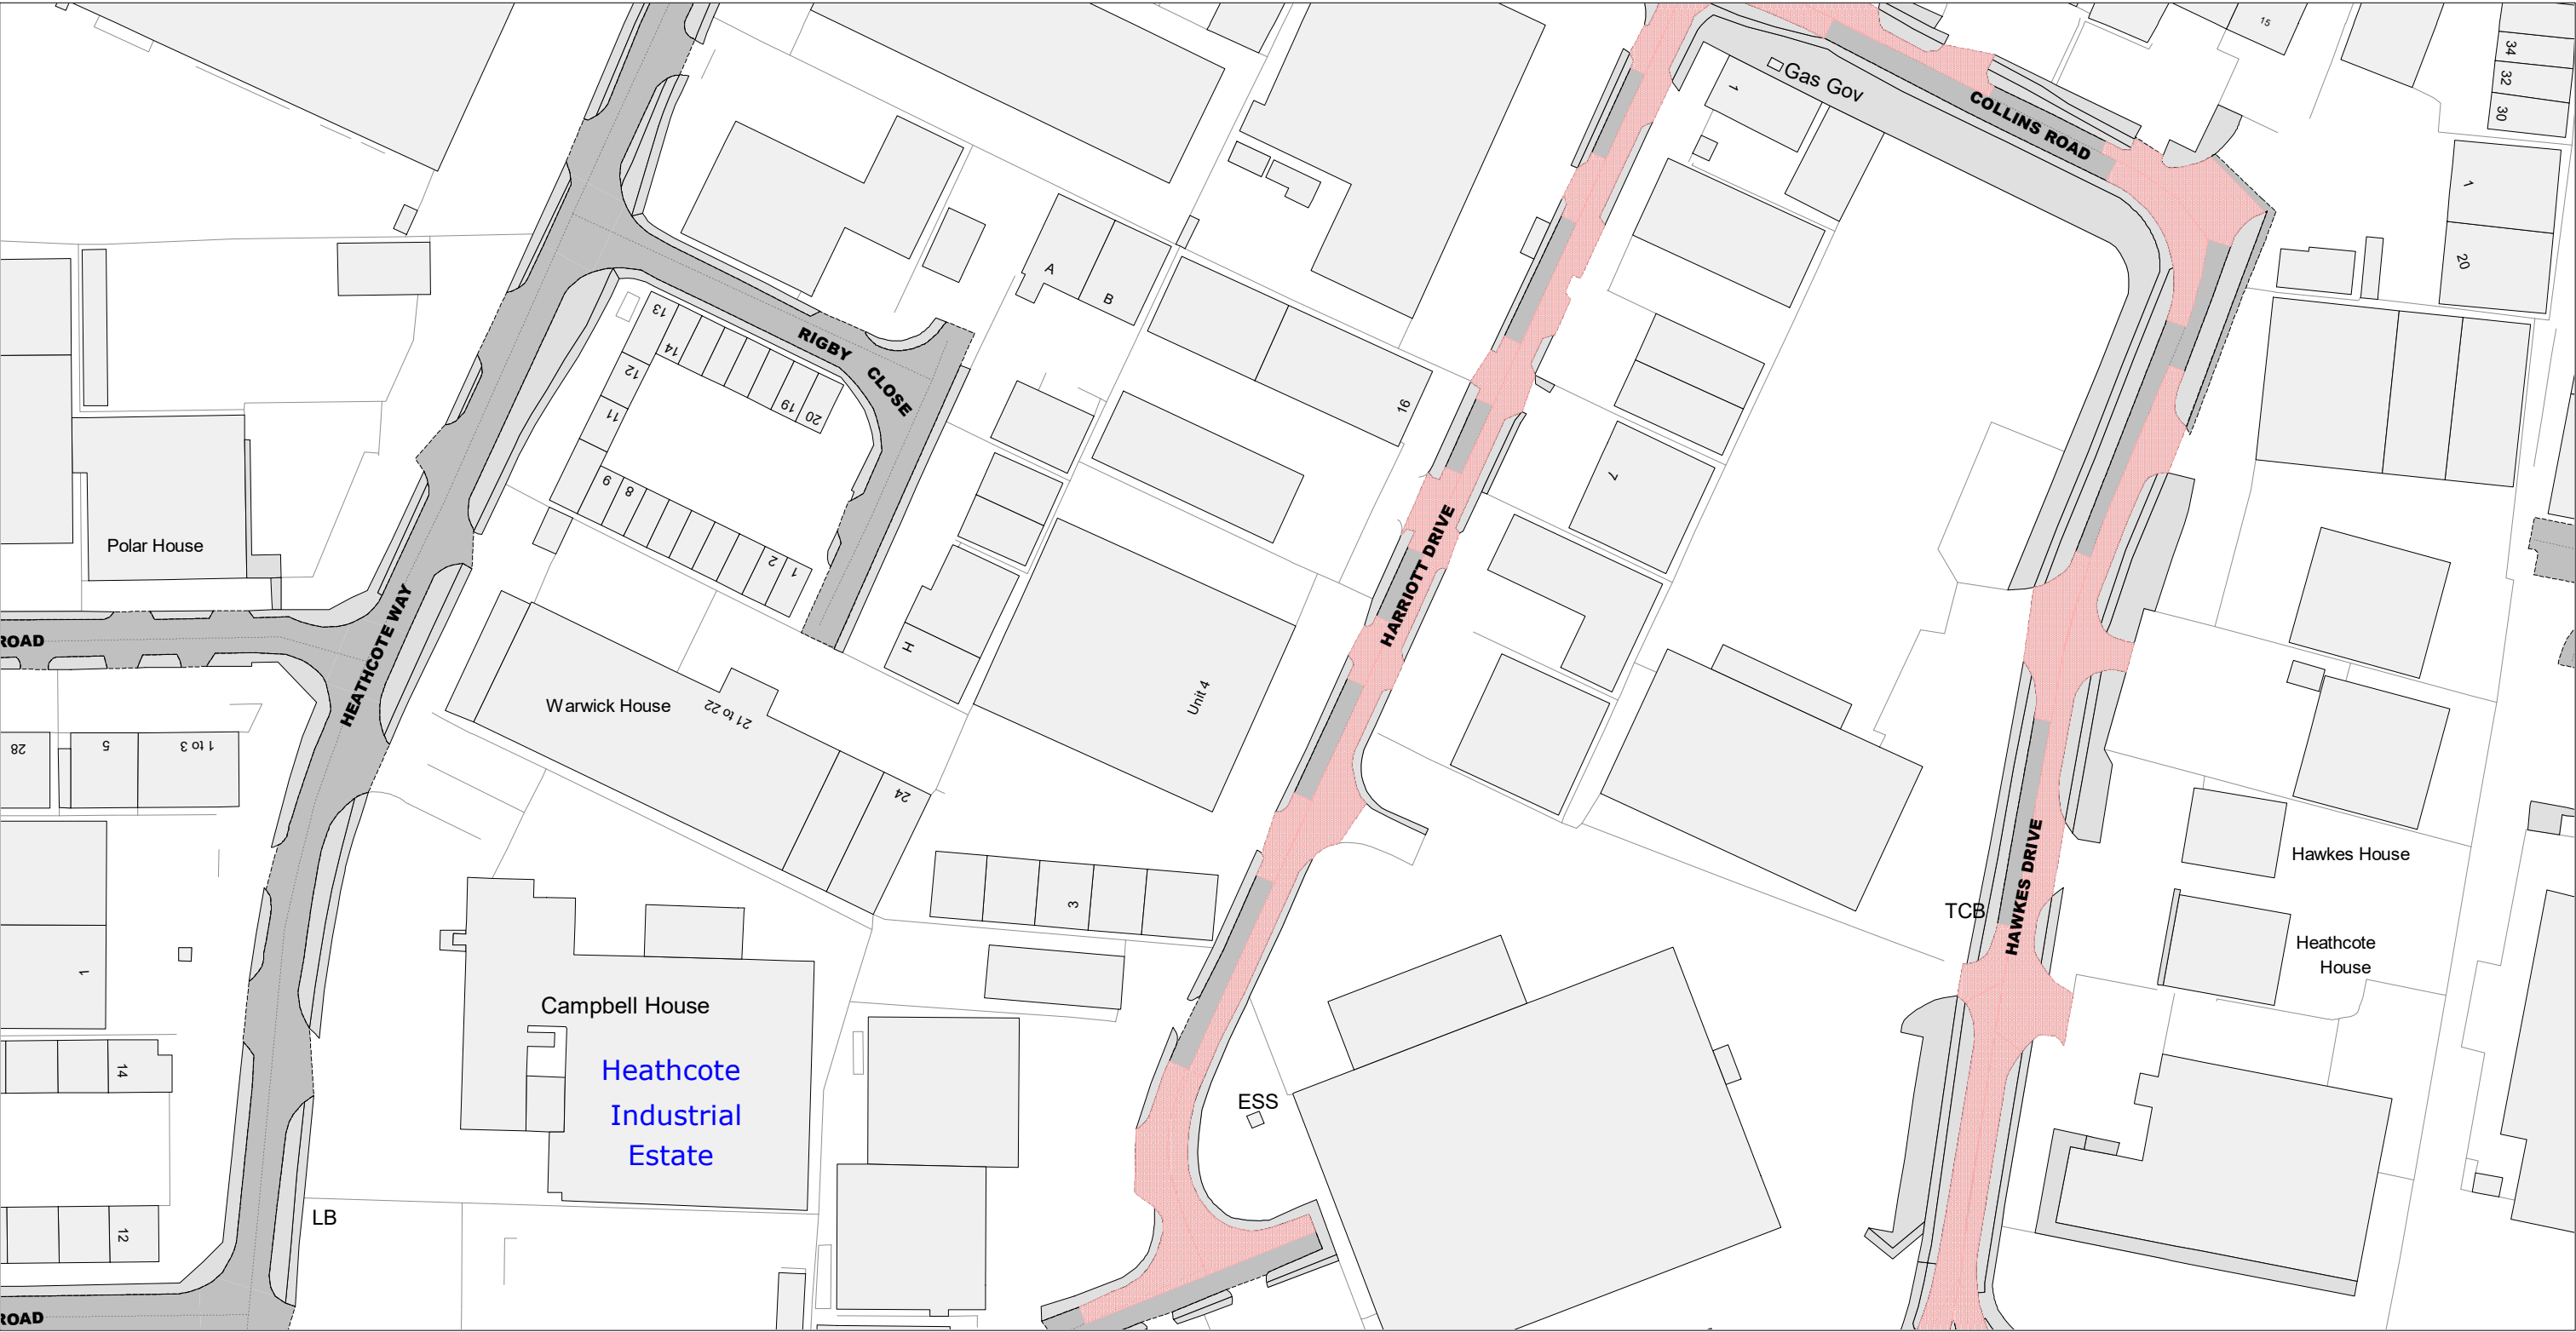 15
34
32
30
Gas Gov
COLLINS ROAD
1
1
20
A
B
13
14
RIGBY
CLOSE
12
11
19
20
16
9
8
2
1
7
Polar House
HARRIOTT DRIVE
HEATHCOTE WAY
ROAD
H
Unit 4
Warwick House
21 to 22
24
28
5
1 to 3
3
HAWKES DRIVE
Hawkes House
TCB
Heathcote
House
1
Campbell House
14
Heathcote
Industrial
Estate
ESS
LB
12
ROAD